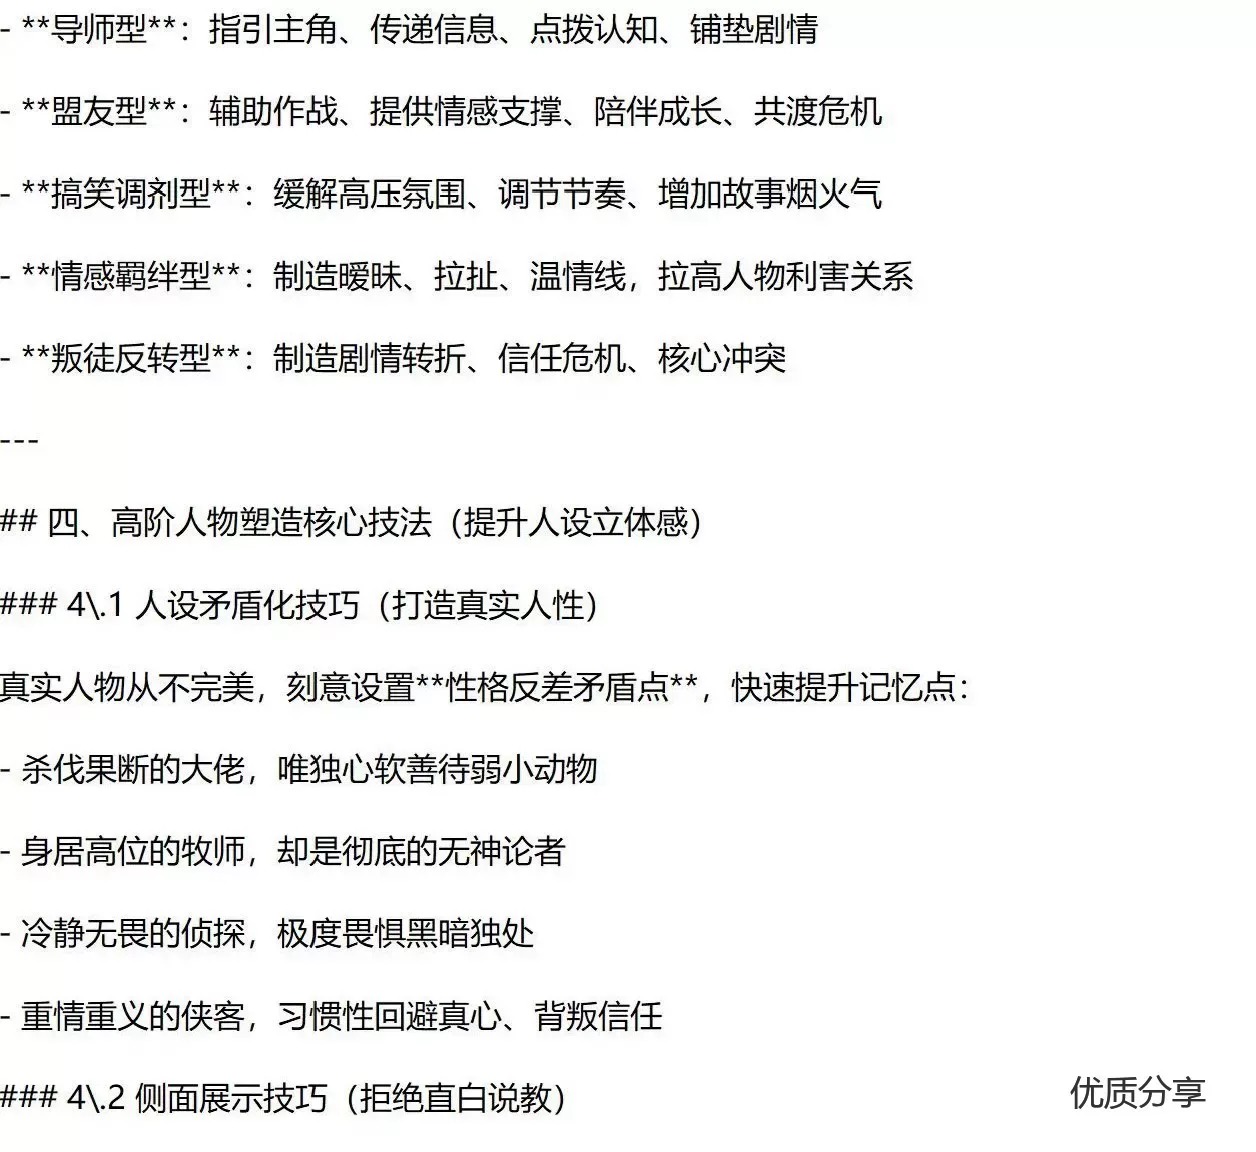 - **导师型**：指引主角、传递信息、点拨认知、铺垫剧情
- **盟友型**：辅助作战、提供情感支撑、陪伴成长、共渡危机
- **搞笑调剂型**：缓解高压氛围、调节节奏、增加故事烟火气
- **情感羁绊型**：制造暧昧、拉扯、温情线，拉高人物利害关系
- **叛徒反转型**：制造剧情转折、信任危机、核心冲突
---
## 四、高阶人物塑造核心技法（提升人设立体感）
### 4\.1 人设矛盾化技巧（打造真实人性）
真实人物从不完美，刻意设置**性格反差矛盾点**，快速提升记忆点：
- 杀伐果断的大佬，唯独心软善待弱小动物
- 身居高位的牧师，却是彻底的无神论者
- 冷静无畏的侦探，极度畏惧黑暗独处
- 重情重义的侠客，习惯性回避真心、背叛信任
### 4\.2 侧面展示技巧（拒绝直白说教）
优质分享